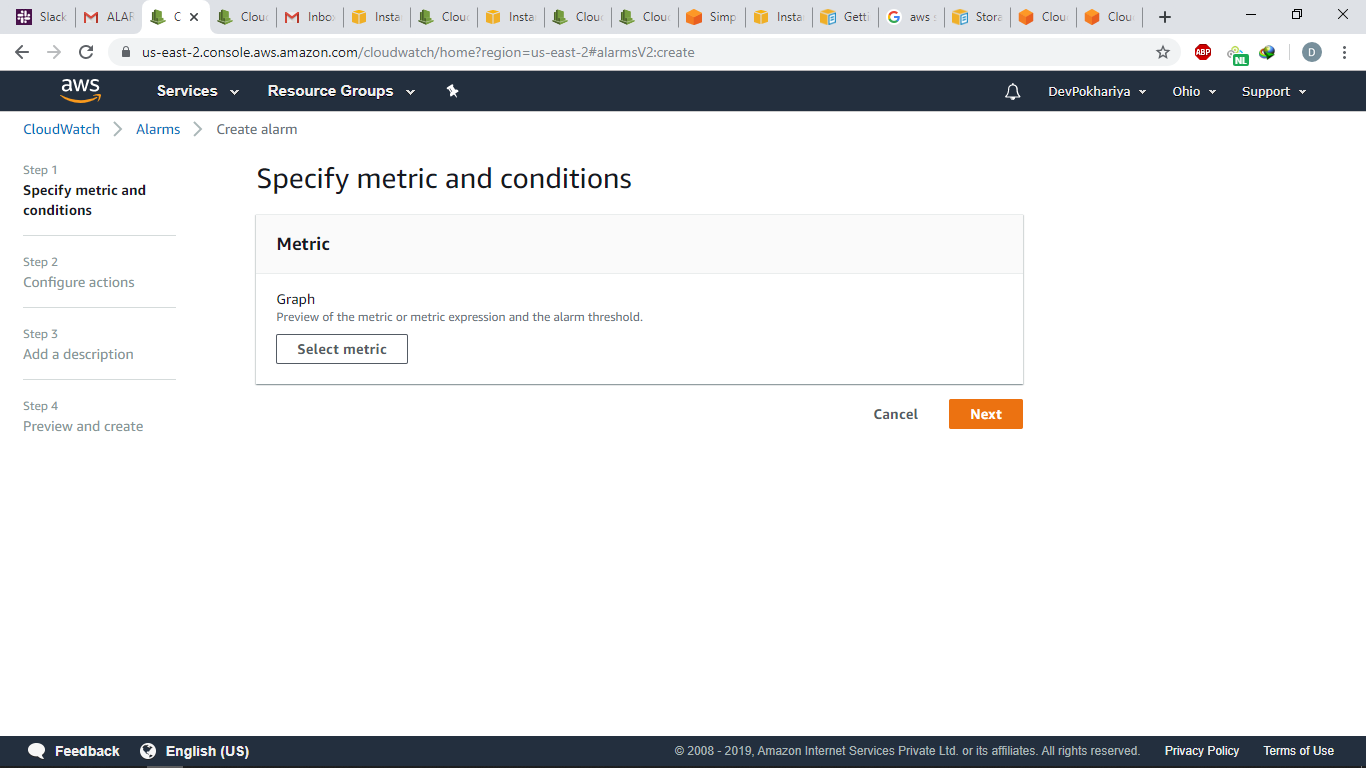 Slack
ALAR
C
Cloud
Inbox
Insta
Cloud
Insta
Cloud
Cloud
Simp
Insta
Gett
aws s
Stora
Clou
Clou
us-east-2.console.aws.amazon.com/cloudwatch/home?region=us-east-2#alarmsV2:create
ABP
NL
D
aws
Services
Resource Groups
DevPokhariya
Ohio
Support
CloudWatch
Alarms
Create alarm
Step 1
Specify metric and
conditions
Step 2
Configure actions
Step 3
Add a description
Step 4
Preview and create
Specify metric and conditions
Metric
Graph
Preview of the metric or metric expression and the alarm threshold.
Select metric
Cancel
Next
Feedback
English (US)
© 2008 - 2019, Amazon Internet Services Private Ltd. or its affiliates. All rights reserved.
Privacy Policy
Terms of Use